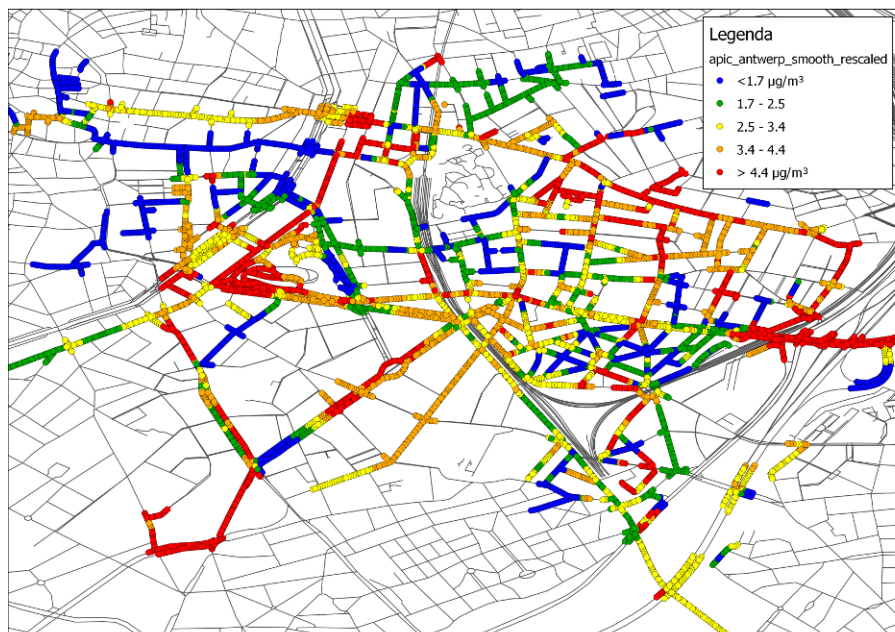 Legenda
apic_antwerp_smooth_rescaled
<1.7 µg/m³
1.7 - 2.5
2.5 - 3.4
3.4 - 4.4
> 4.4 µg/m³